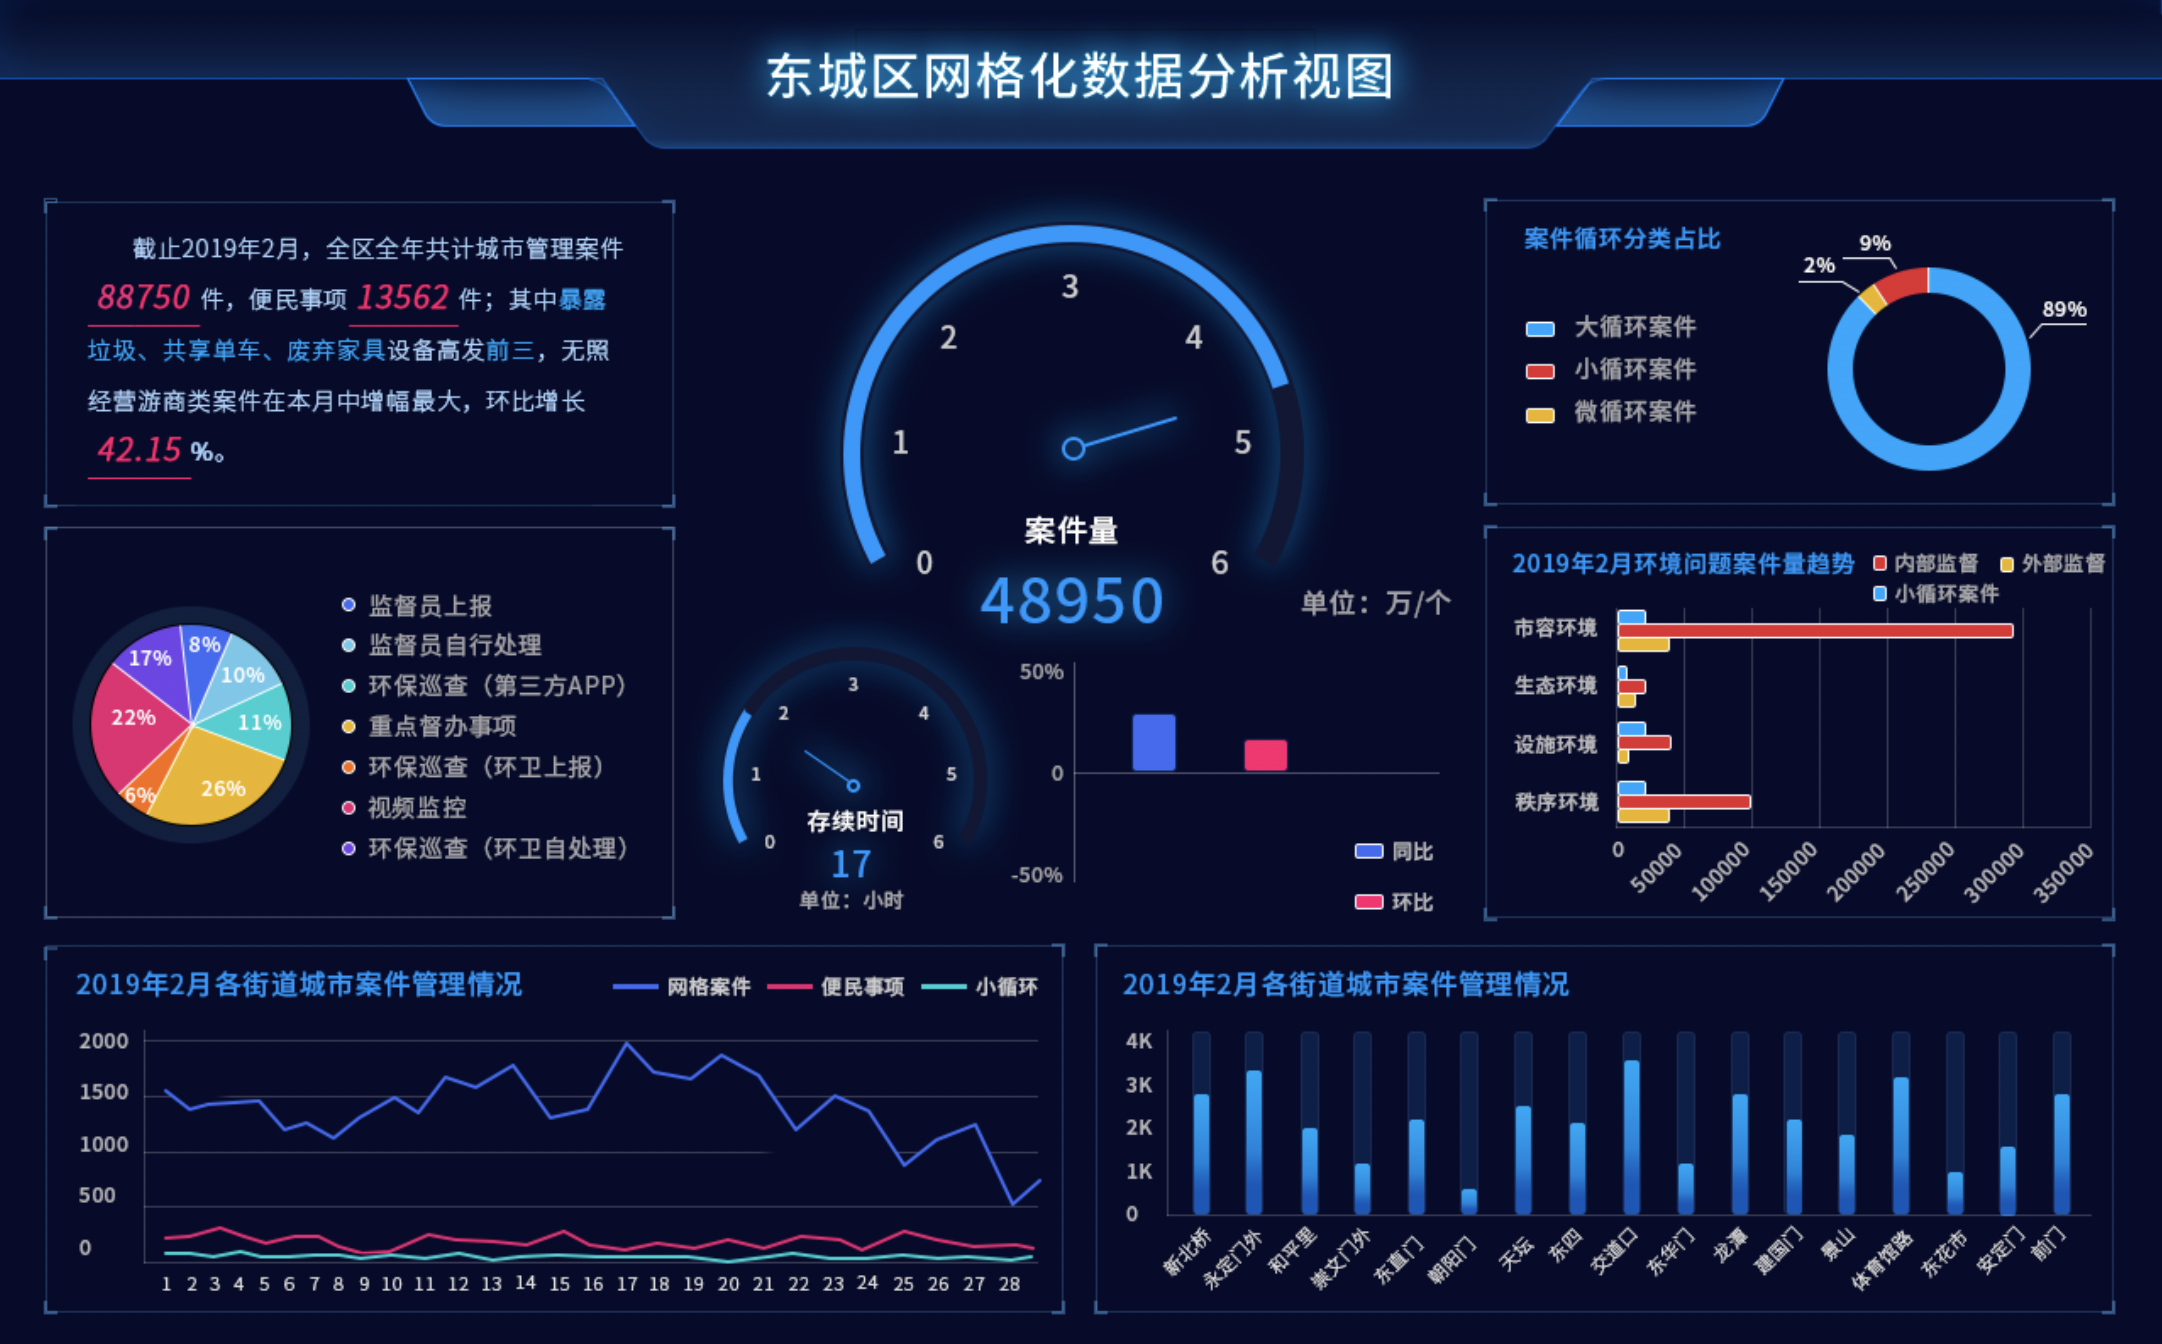 东城区网格化数据分析视图
截止2019年2月，全区全年共计城市管理案件
88750 件，便民事项 13562 件；其中暴露
垃圾、共享单车、废弃家具设备高发前三，无照
经营游商类案件在本月中增幅最大，环比增长
42.15 %。
8%
10%
11%
26%
6%
22%
17%
监督员上报
监督员自行处理
环保巡查（第三方APP）
重点督办事项
环保巡查（环卫上报）
视频监控
环保巡查（环卫自处理）
0
1
2
3
4
5
6
案件量
48950
单位：万/个
0
1
2
3
4
5
6
存续时间
17
单位：小时
50%
0
-50%
同比
环比
案件循环分类占比
大循环案件
小循环案件
微循环案件
9%
2%
89%
2019年2月环境问题案件量趋势
内部监督 外部监督
小循环案件
市容环境
生态环境
设施环境
秩序环境
0 50000 100000 150000 200000 250000 300000 350000
2019年2月各街道城市案件管理情况
网格案件 便民事项 小循环
2000
1500
1000
500
0
1 2 3 4 5 6 7 8 9 10 11 12 13 14 15 16 17 18 19 20 21 22 23 24 25 26 27 28
2019年2月各街道城市案件管理情况
4K
3K
2K
1K
0
新北桥 永定门外 和平里 崇文门外 东直门 朝阳门 天坛 东四 交道口 东华门 龙潭 建国门 景山 体育馆路 东花市 安定门 前门